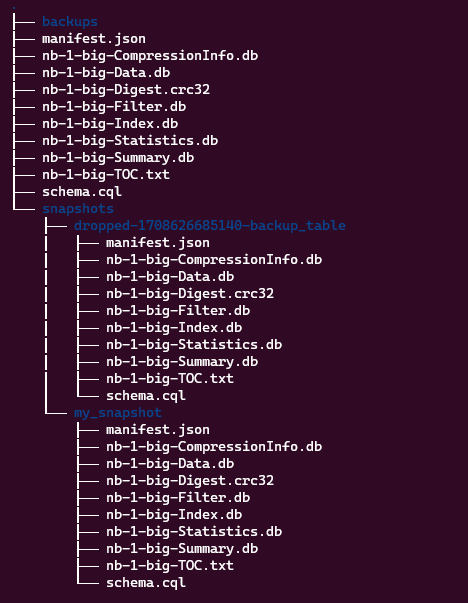 .
├── backups
├── manifest.json
├── nb-1-big-CompressionInfo.db
├── nb-1-big-Data.db
├── nb-1-big-Digest.crc32
├── nb-1-big-Filter.db
├── nb-1-big-Index.db
├── nb-1-big-Statistics.db
├── nb-1-big-Summary.db
├── nb-1-big-TOC.txt
├── schema.cql
└── snapshots
    ├── dropped-1708626685140-backup_table
    │   ├── manifest.json
    │   ├── nb-1-big-CompressionInfo.db
    │   ├── nb-1-big-Data.db
    │   ├── nb-1-big-Digest.crc32
    │   ├── nb-1-big-Filter.db
    │   ├── nb-1-big-Index.db
    │   ├── nb-1-big-Statistics.db
    │   ├── nb-1-big-Summary.db
    │   ├── nb-1-big-TOC.txt
    │   └── schema.cql
    └── my_snapshot
        ├── manifest.json
        ├── nb-1-big-CompressionInfo.db
        ├── nb-1-big-Data.db
        ├── nb-1-big-Digest.crc32
        ├── nb-1-big-Filter.db
        ├── nb-1-big-Index.db
        ├── nb-1-big-Statistics.db
        ├── nb-1-big-Summary.db
        ├── nb-1-big-TOC.txt
        └── schema.cql